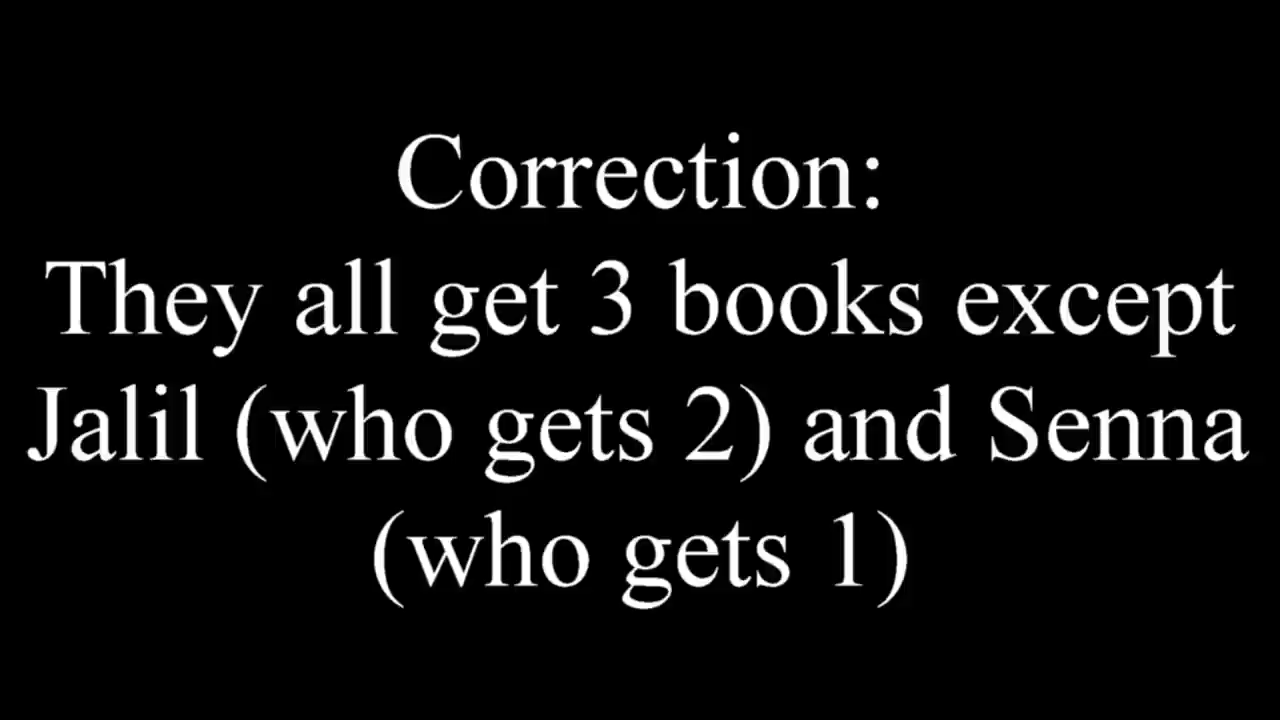 Correction:
They all get 3 books except
Jalil (who gets 2) and Senna
(who gets 1)